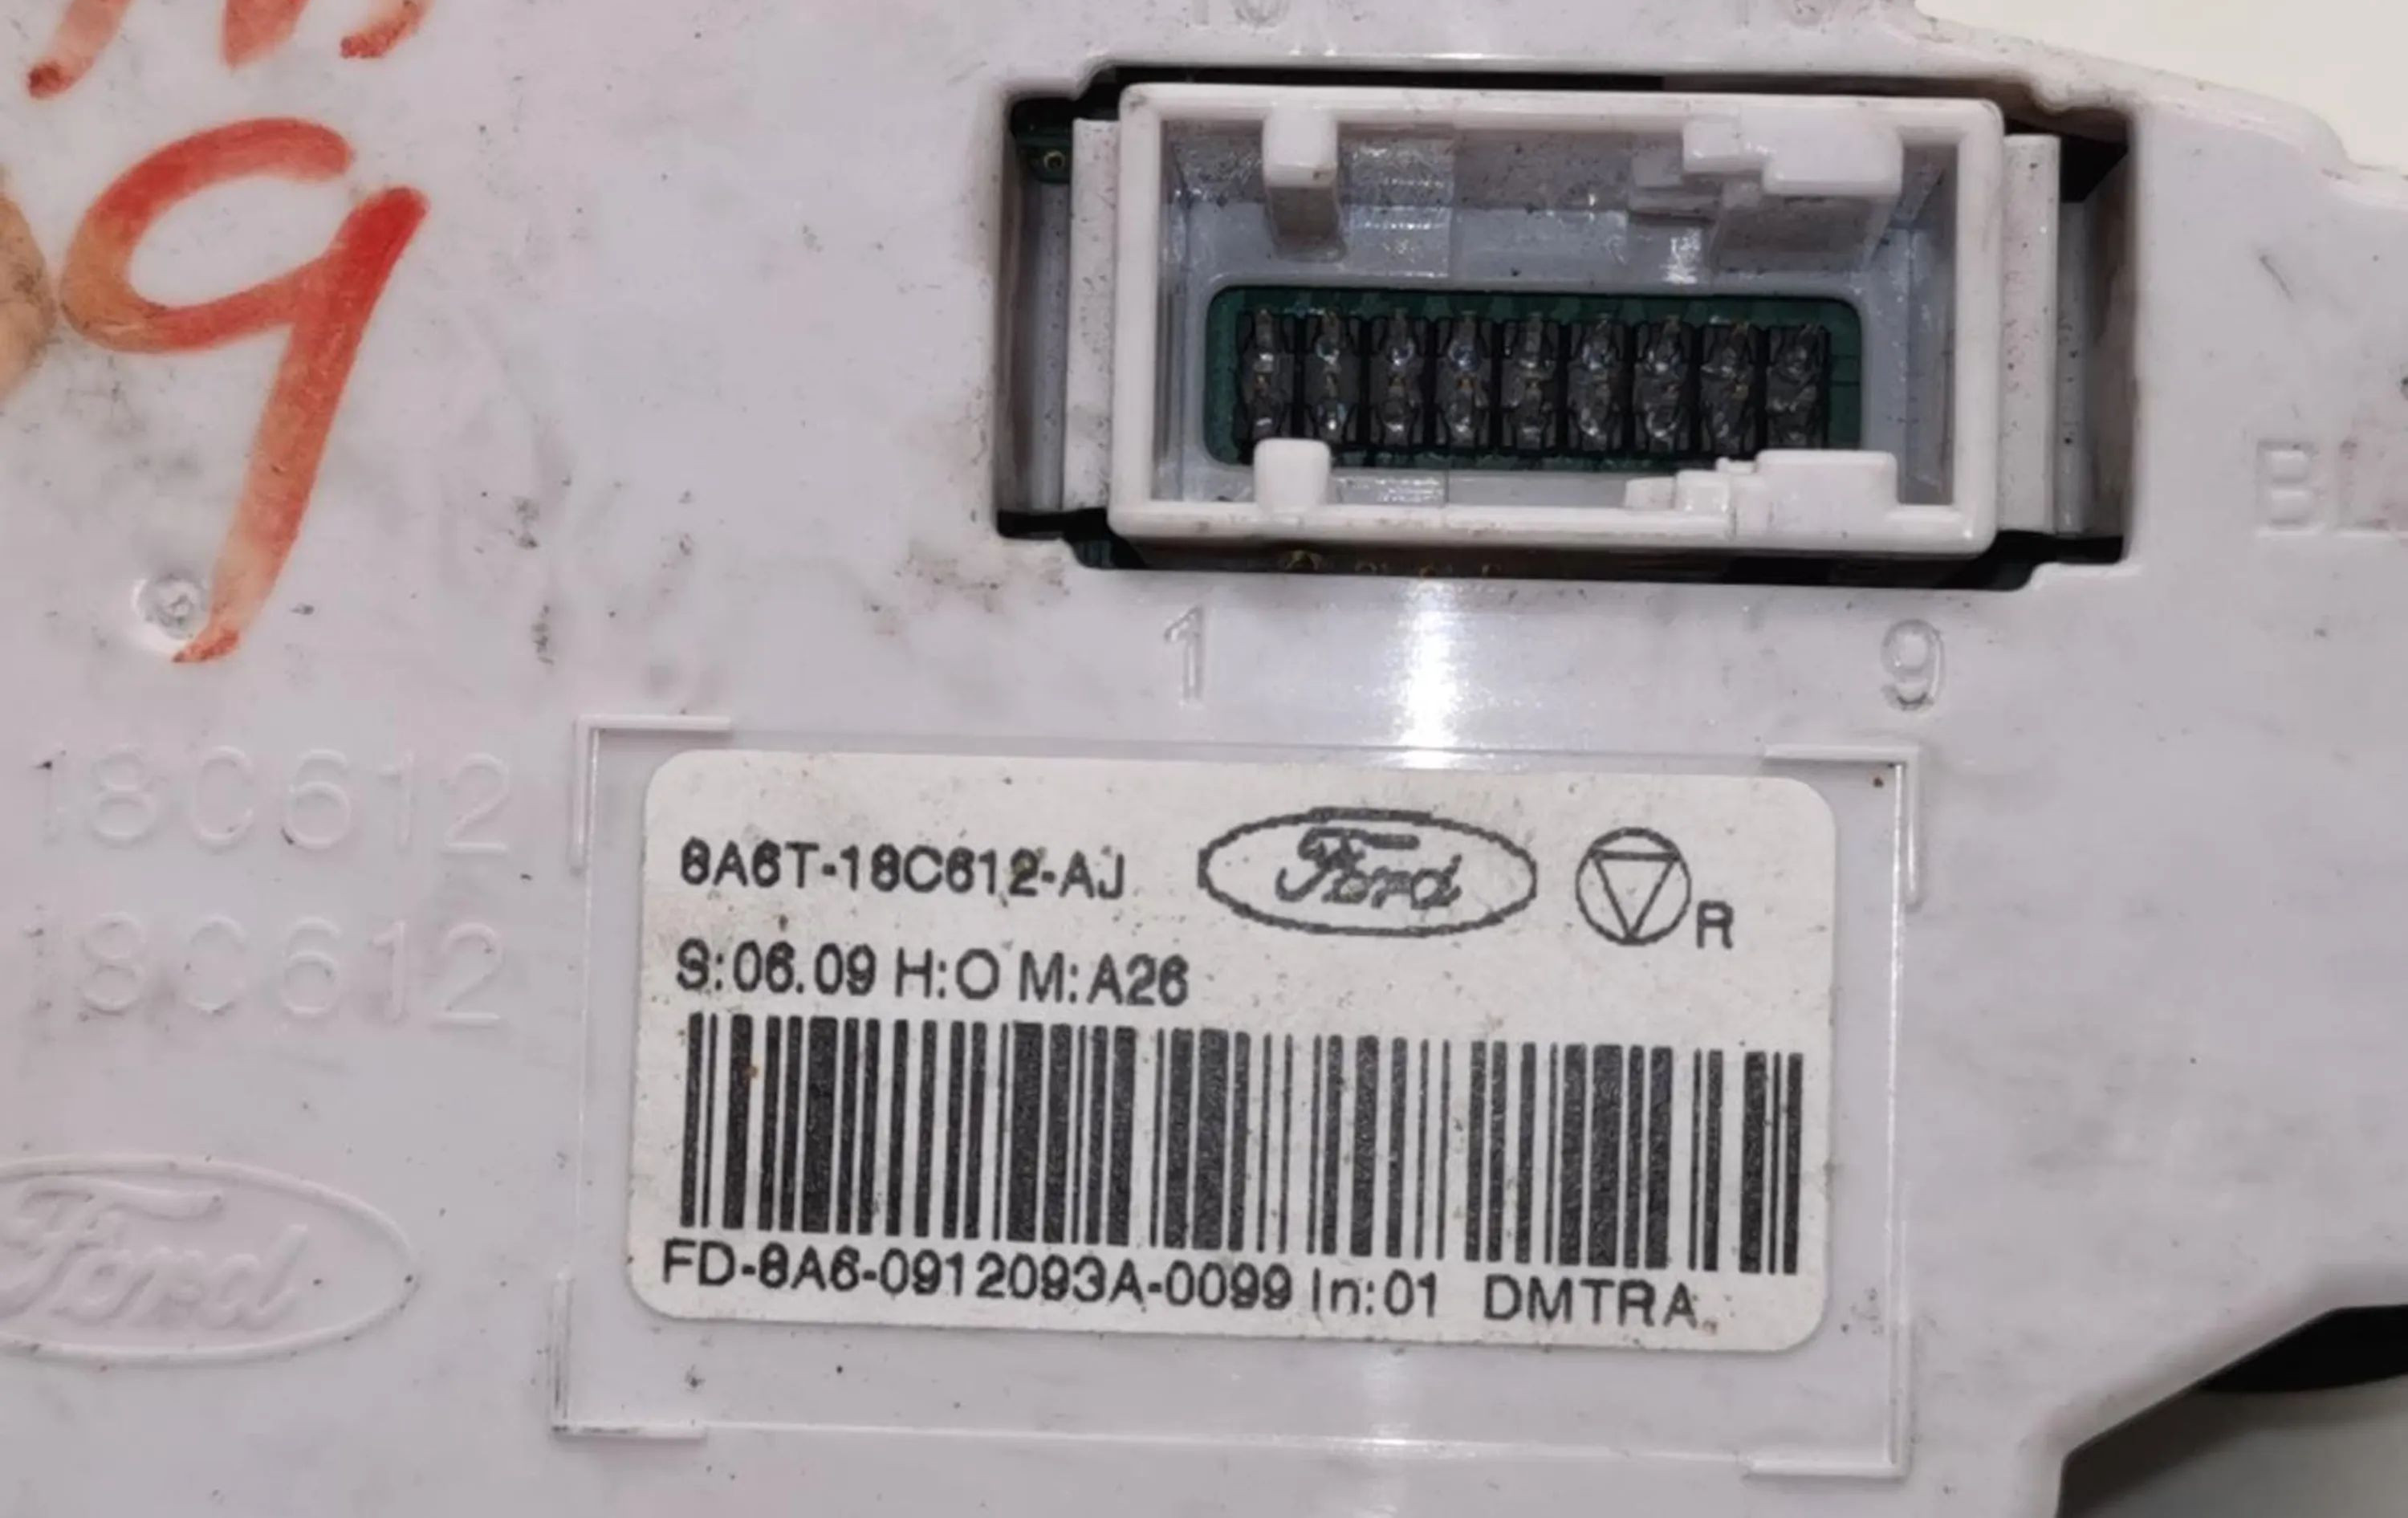 9
1 9
18C612
18C612
8A6T-18C612-AJ Ford R
S:06.09 H:O M:A26
FD-8A6-0912093A-0099 In:01 DMTRA
Ford